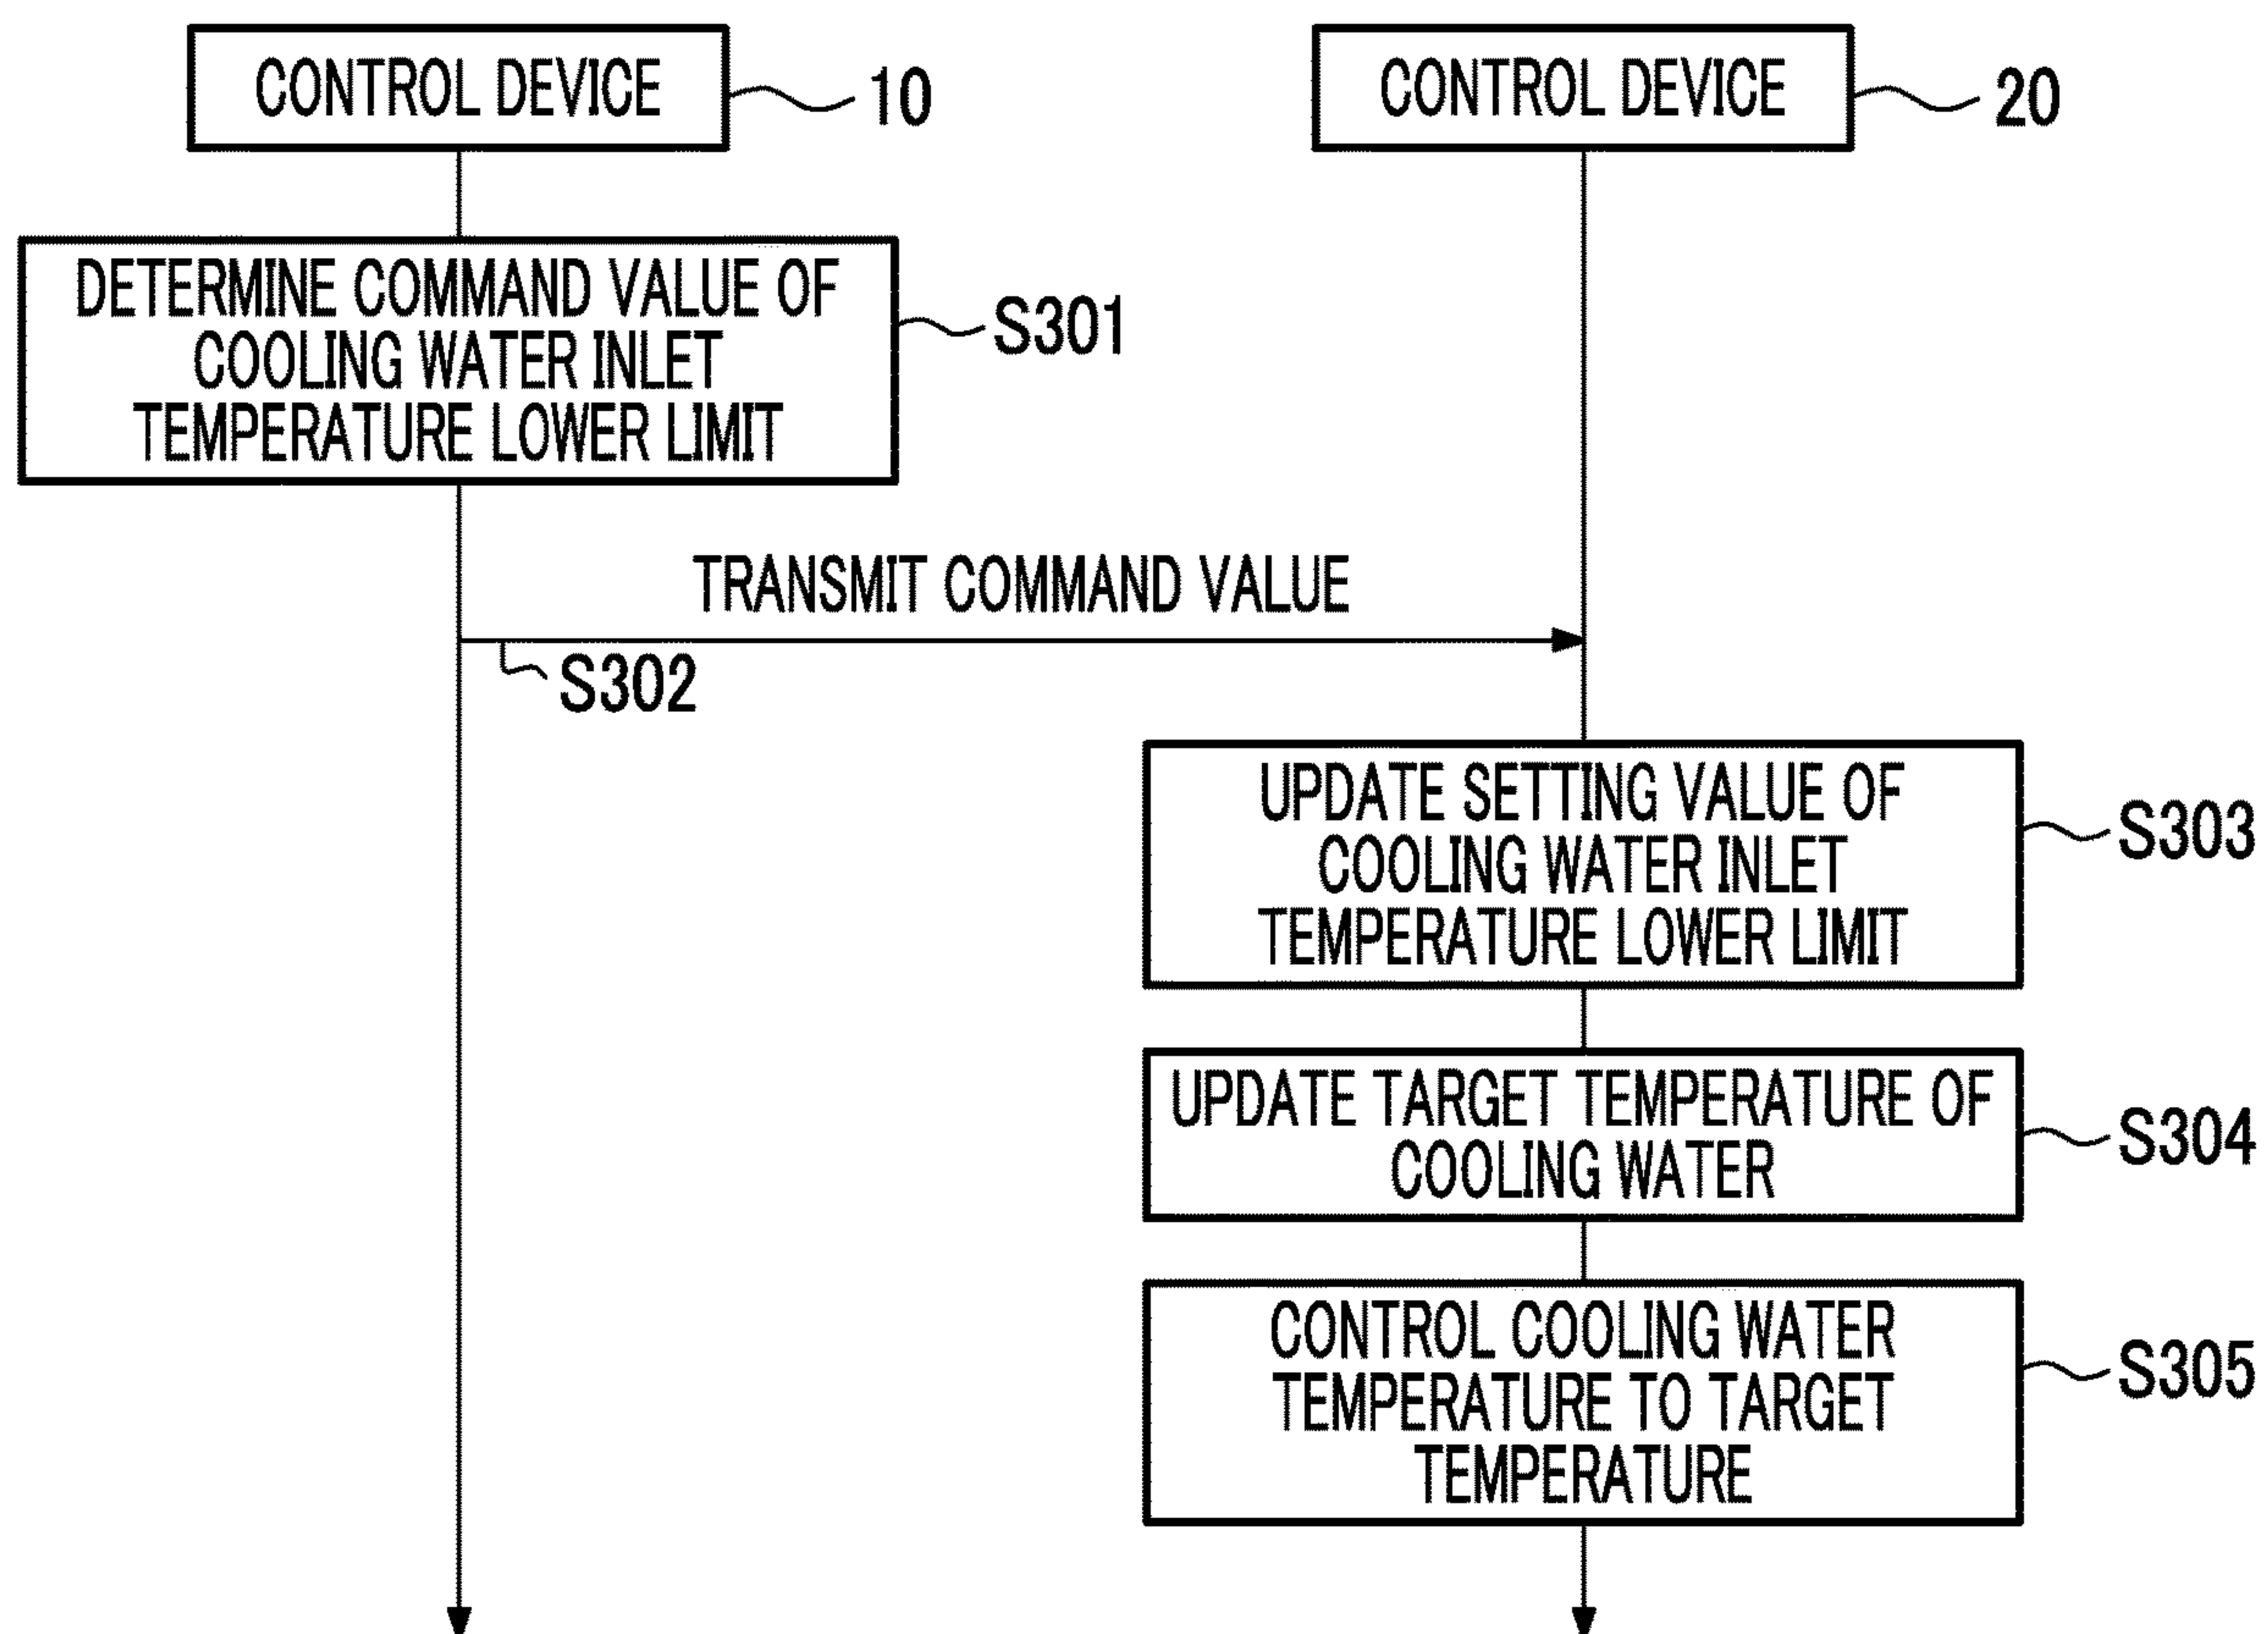 CONTROL DEVICE
10
CONTROL DEVICE
20
DETERMINE COMMAND VALUE OF
COOLING WATER INLET
TEMPERATURE LOWER LIMIT
S301
TRANSMIT COMMAND VALUE
S302
UPDATE SETTING VALUE OF
COOLING WATER INLET
TEMPERATURE LOWER LIMIT
S303
UPDATE TARGET TEMPERATURE OF
COOLING WATER
S304
CONTROL COOLING WATER
TEMPERATURE TO TARGET
TEMPERATURE
S305